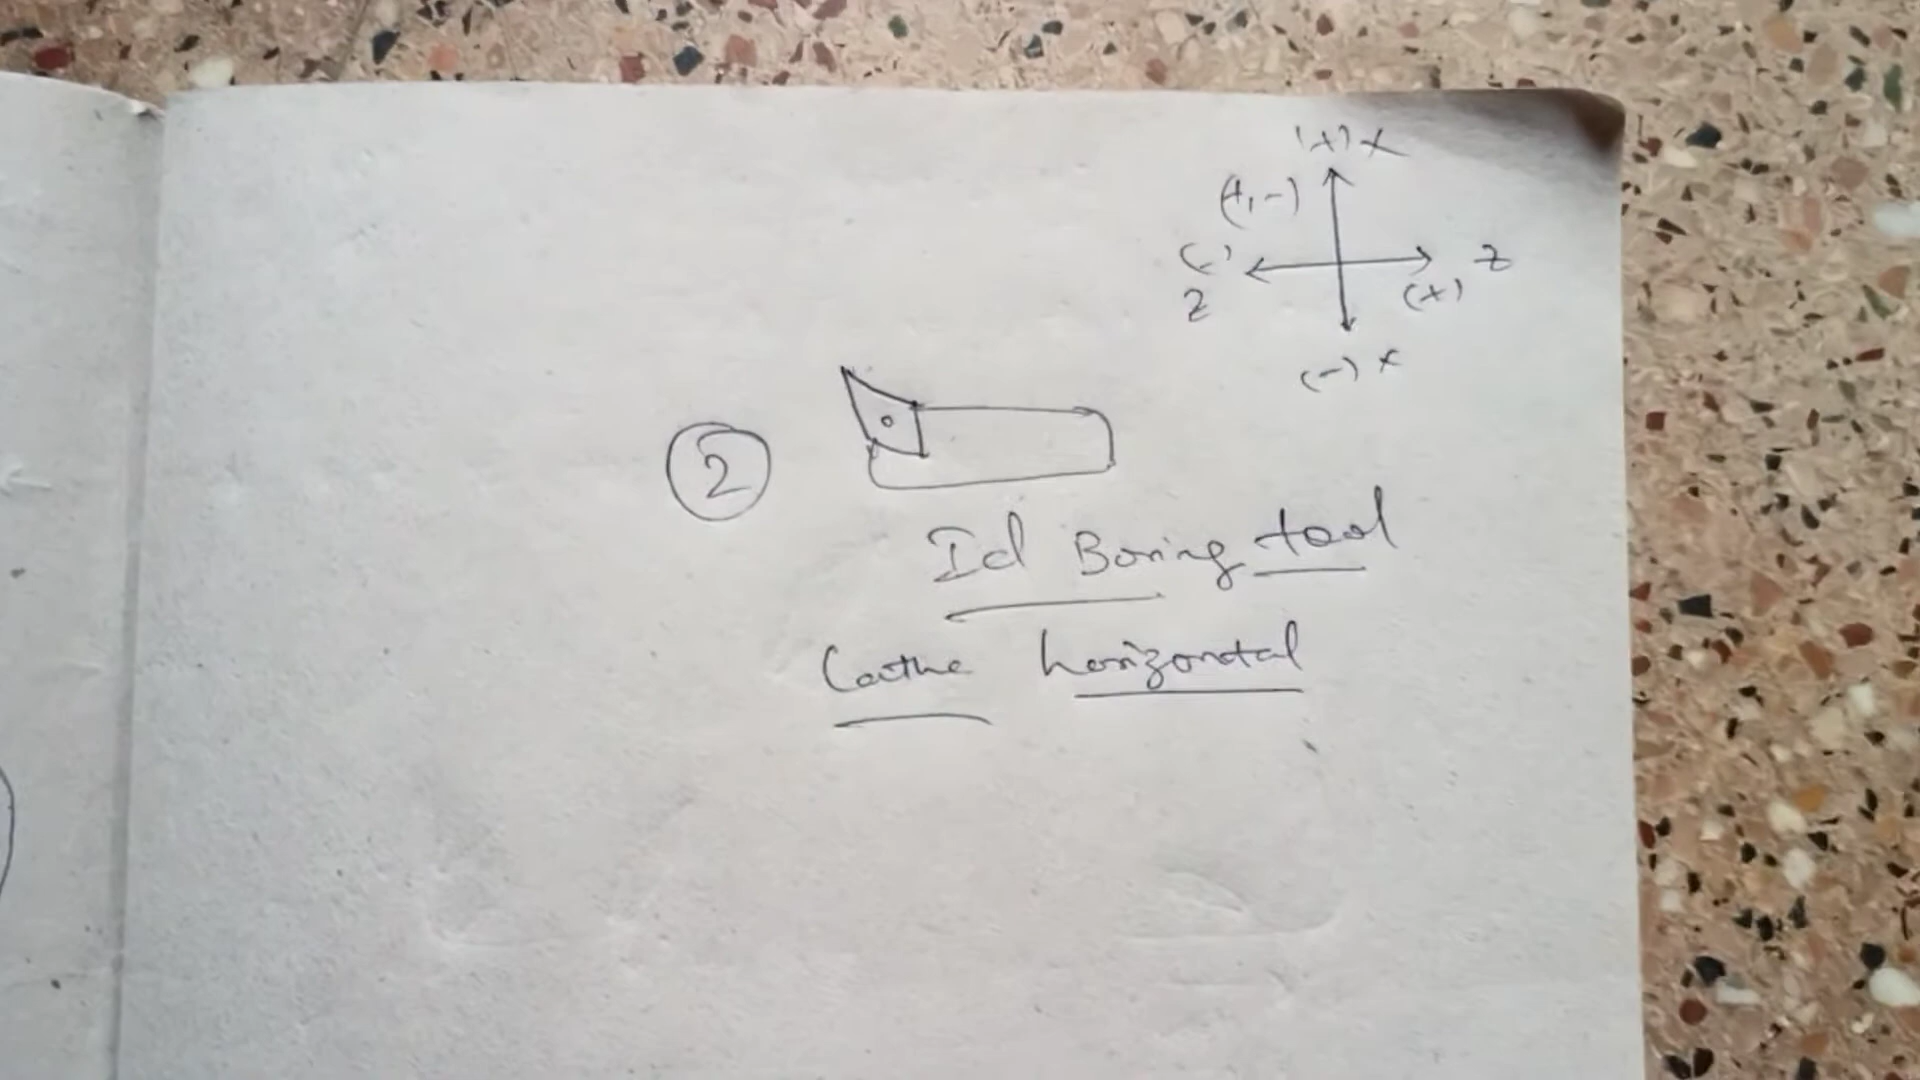 (+) X
(+, -)
(-) Z
(+) Z
(-) X
2
Id Boring tool
Lathe horizontal